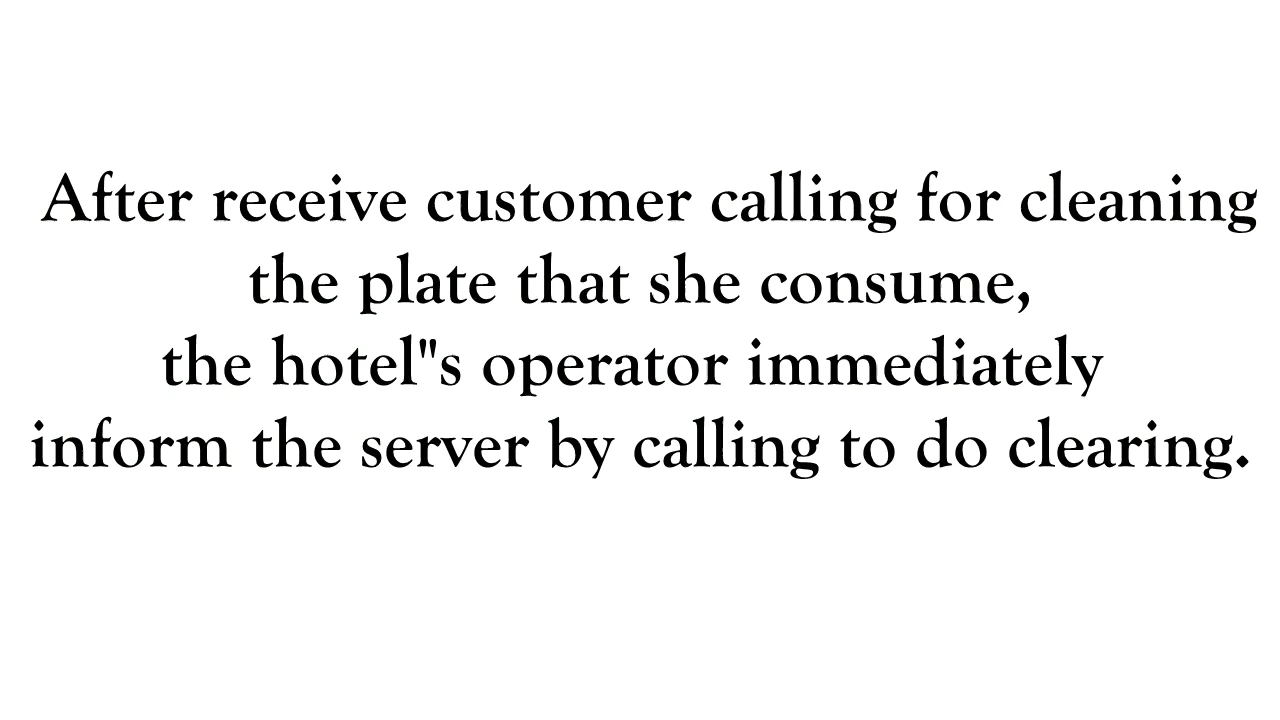 After receive customer calling for cleaning
the plate that she consume,
the hotel"s operator immediately
inform the server by calling to do clearing.